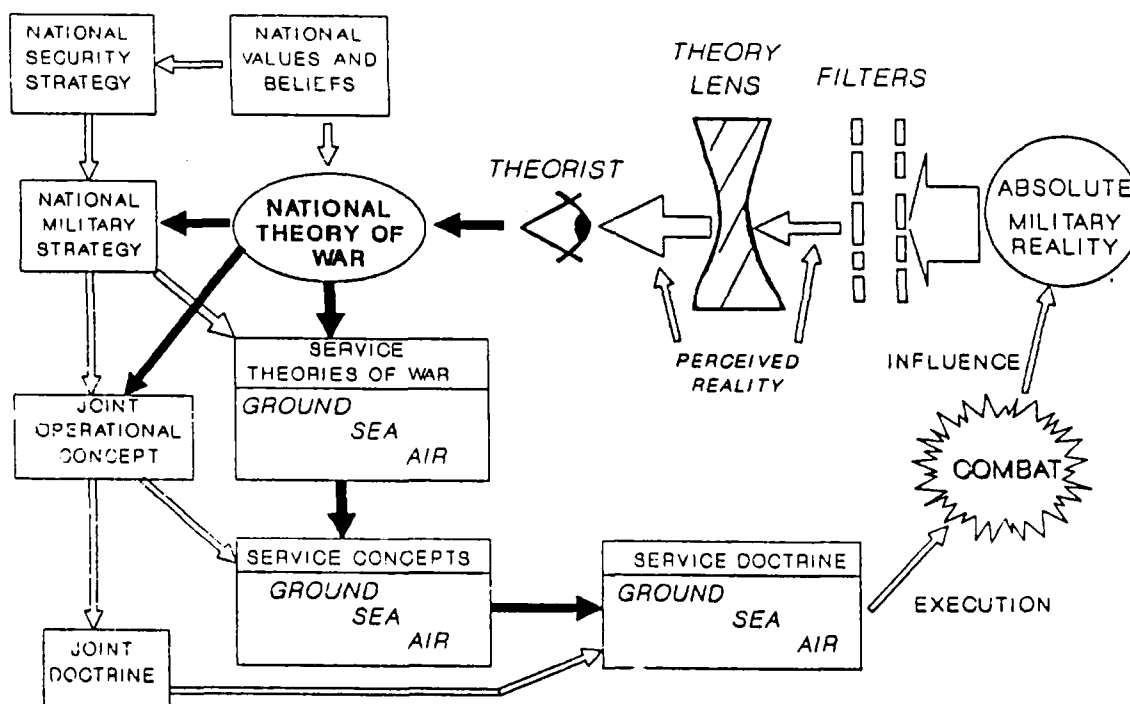 NATIONAL
SECURITY
STRATEGY
NATIONAL
VALUES AND
BELIEFS
THEORY
LENS
FILTERS
THEORIST
ABSOLUTE
MILITARY
REALITY
NATIONAL
MILITARY
STRATEGY
NATIONAL
THEORY OF
WAR
PERCEIVED
REALITY
INFLUENCE
SERVICE
THEORIES OF WAR
GROUND
SEA
AIR
JOINT
OPERATIONAL
CONCEPT
COMBAT
SERVICE CONCEPTS
GROUND
SEA
AIR
SERVICE DOCTRINE
GROUND
SEA
AIR
EXECUTION
JOINT
DOCTRINE